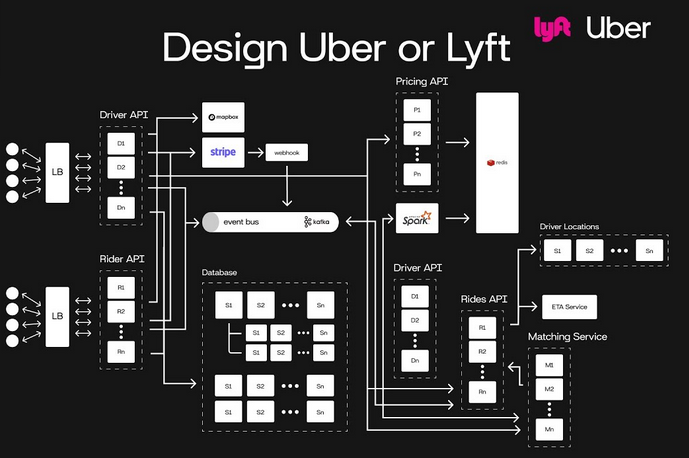 Design Uber or Lyft
lyft
Uber
Driver API
D1
D2
Dn
LB
mapbox
stripe
webhook
event bus
kafka
Pricing API
P1
P2
Pn
redis
APACHE
Spark
Driver Locations
S1 S2 Sn
ETA Service
Rider API
R1
R2
Rn
LB
Database
S1 S2 Sn
S1 S2 Sn
S1 S2 Sn
S1 S2 Sn
S1 S2 Sn
Driver API
D1
D2
Dn
Rides API
R1
R2
Rn
Matching Service
M1
M2
Mn